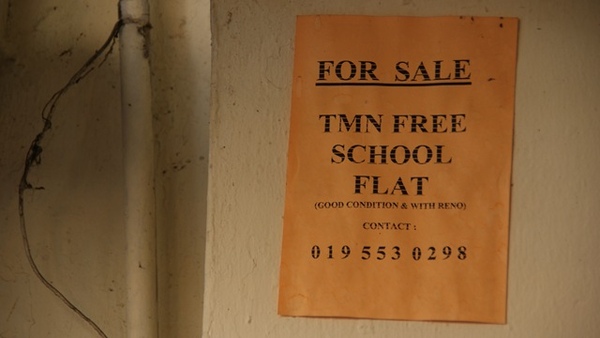 FOR SALE
TMN FREE
SCHOOL
FLAT
(GOOD CONDITION & WITH RENO)
CONTACT :
019 553 0298